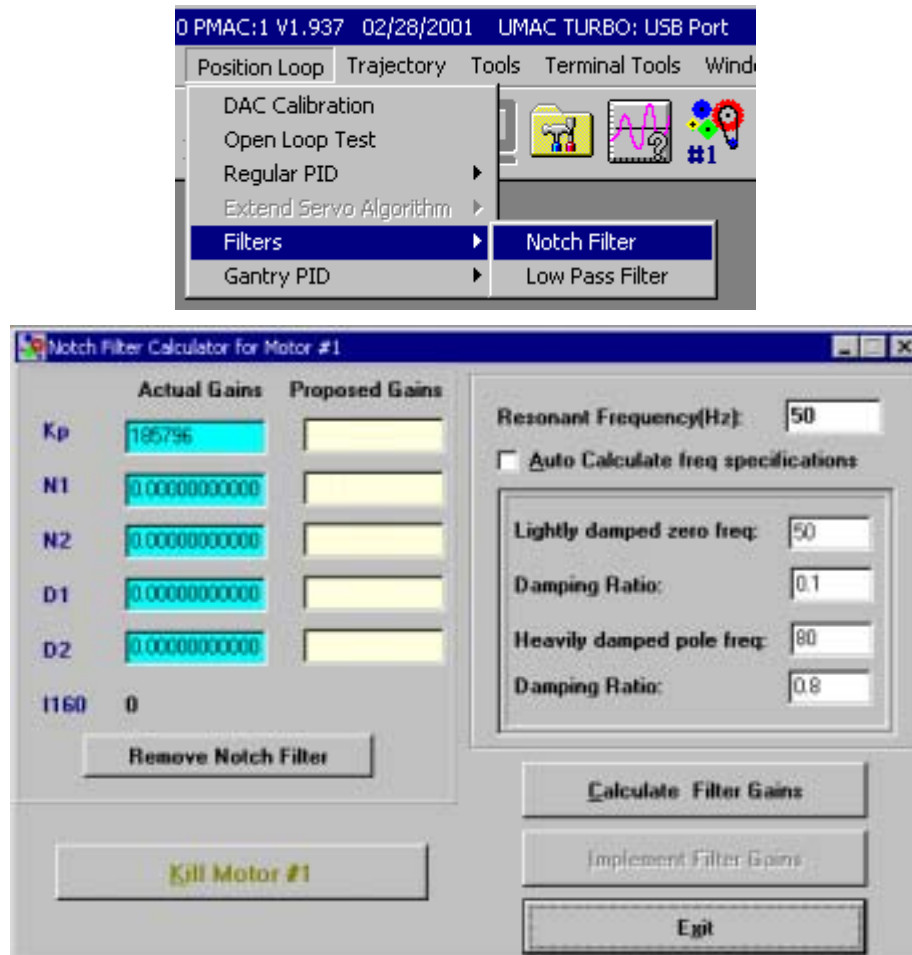 0 PMAC:1 V1.937 02/28/2001 UMAC TURBO: USB Port
Position Loop Trajectory Tools Terminal Tools Wind
DAC Calibration
Open Loop Test
Regular PID
Extend Servo Algorithm
Filters
Gantry PID
Notch Filter
Low Pass Filter
#1
Notch Filter Calculator for Motor #1
Actual Gains Proposed Gains
Kp 185796
N1 0.00000000000
N2 0.00000000000
D1 0.00000000000
D2 0.00000000000
I160 0
Remove Notch Filter
Kill Motor #1
Resonant Frequency(Hz): 50
Auto Calculate freq specifications
Lightly damped zero freq: 50
Damping Ratio: 0.1
Heavily damped pole freq: 80
Damping Ratio: 0.8
Calculate Filter Gains
Implement Filter Gains
Exit